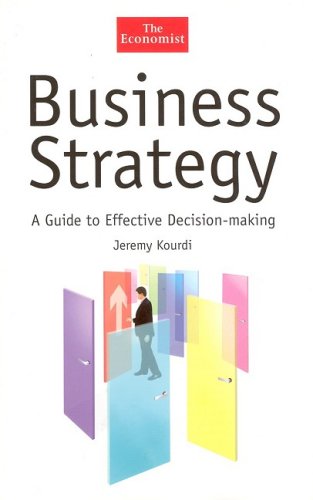 The
Economist
Business
Strategy
A Guide to Effective Decision-making
Jeremy Kourdi